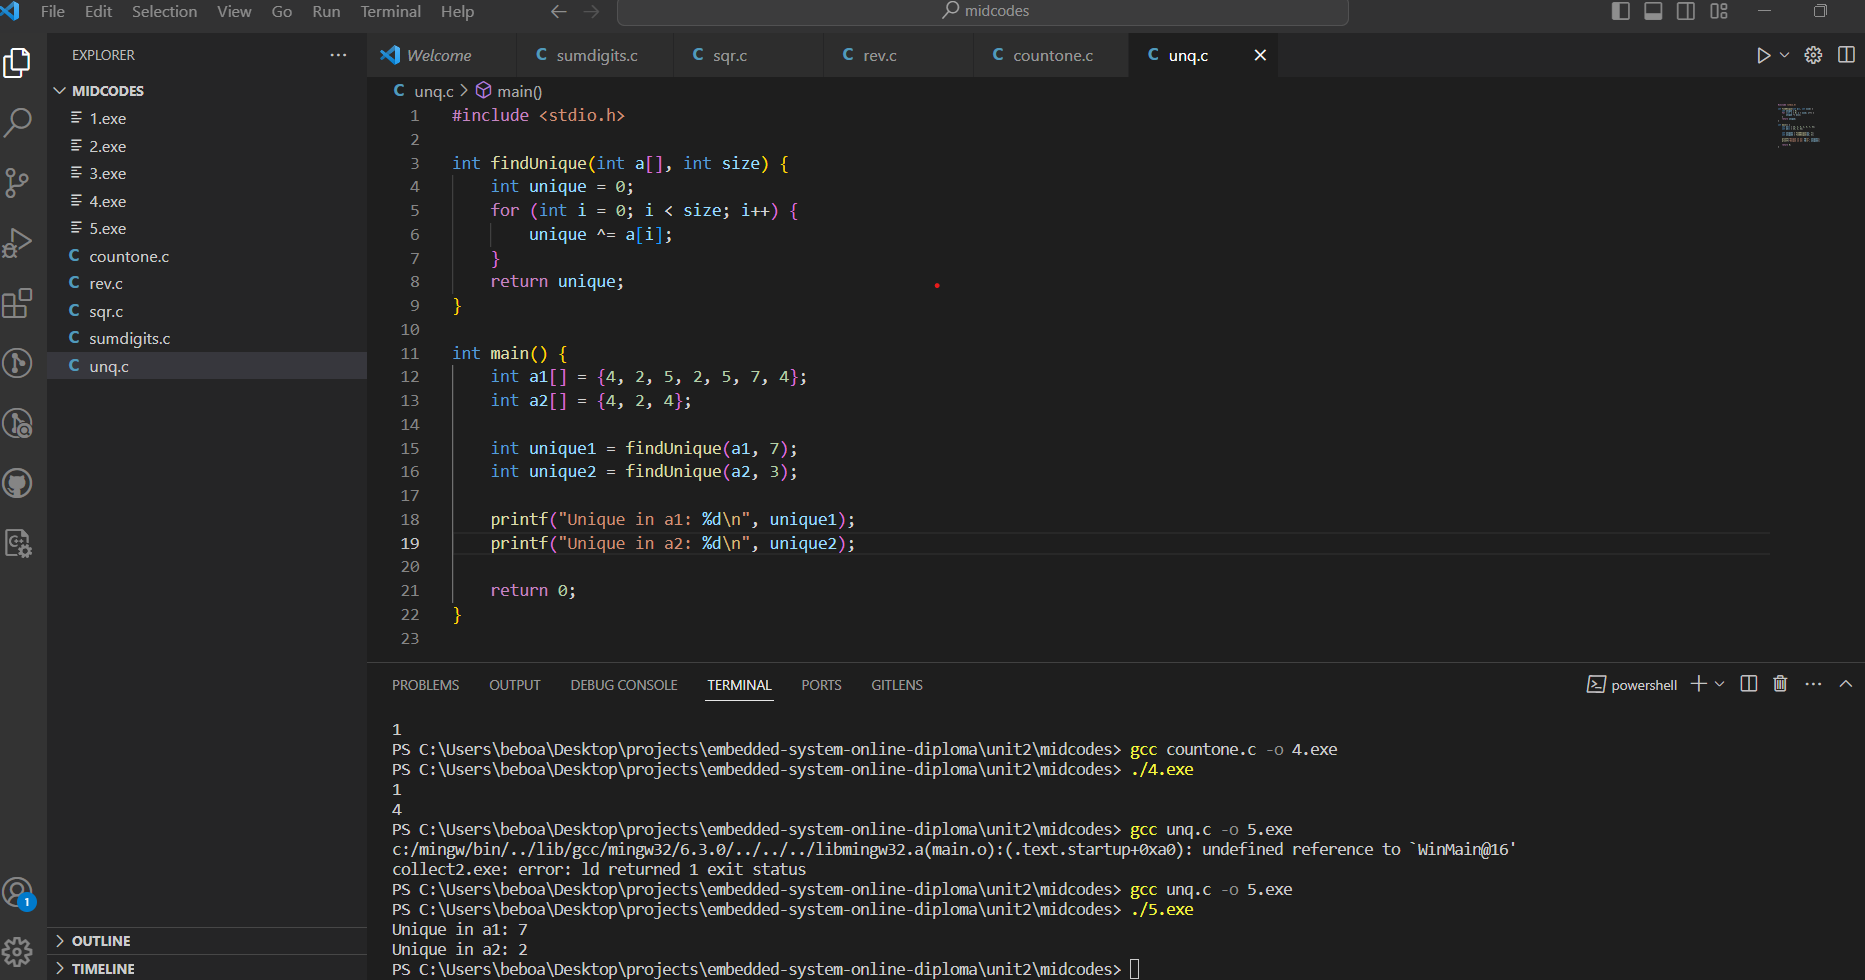 File Edit Selection View Go Run Terminal Help
midcodes
EXPLORER
MIDCODES
1.exe
2.exe
3.exe
4.exe
5.exe
countone.c
rev.c
sqr.c
sumdigits.c
unq.c
OUTLINE
TIMELINE
1
Welcome C sumdigits.c C sqr.c C rev.c C countone.c C unq.c
C unq.c > main()
1 #include <stdio.h>
2
3 int findUnique(int a[], int size) {
4     int unique = 0;
5     for (int i = 0; i < size; i++) {
6         unique ^= a[i];
7     }
8     return unique;
9 }
10
11 int main() {
12     int a1[] = {4, 2, 5, 2, 5, 7, 4};
13     int a2[] = {4, 2, 4};
14
15     int unique1 = findUnique(a1, 7);
16     int unique2 = findUnique(a2, 3);
17
18     printf("Unique in a1: %d\n", unique1);
19     printf("Unique in a2: %d\n", unique2);
20
21     return 0;
22 }
23
PROBLEMS OUTPUT DEBUG CONSOLE TERMINAL PORTS GITLENS
powershell
1
PS C:\Users\beboa\Desktop\projects\embedded-system-online-diploma\unit2\midcodes> gcc countone.c -o 4.exe
PS C:\Users\beboa\Desktop\projects\embedded-system-online-diploma\unit2\midcodes> ./4.exe
1
4
PS C:\Users\beboa\Desktop\projects\embedded-system-online-diploma\unit2\midcodes> gcc unq.c -o 5.exe
c:/mingw/bin/../lib/gcc/mingw32/6.3.0/../../../libmingw32.a(main.o):(.text.startup+0xa0): undefined reference to `WinMain@16'
collect2.exe: error: ld returned 1 exit status
PS C:\Users\beboa\Desktop\projects\embedded-system-online-diploma\unit2\midcodes> gcc unq.c -o 5.exe
PS C:\Users\beboa\Desktop\projects\embedded-system-online-diploma\unit2\midcodes> ./5.exe
Unique in a1: 7
Unique in a2: 2
PS C:\Users\beboa\Desktop\projects\embedded-system-online-diploma\unit2\midcodes>